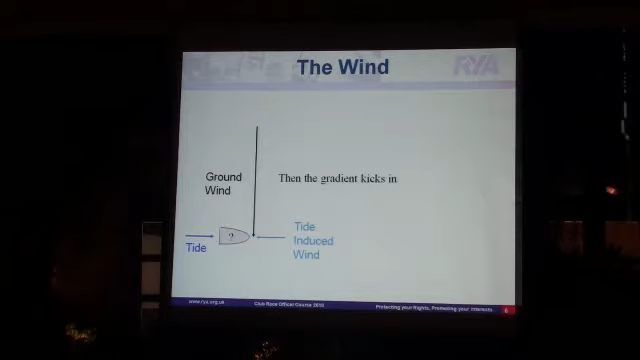 The Wind
RYA
Ground
Wind
Then the gradient kicks in
?
Tide
Tide
Induced
Wind
www.rya.org.uk
Club Race Officer Course 2010
Protecting your Rights, Promoting your Interests
6